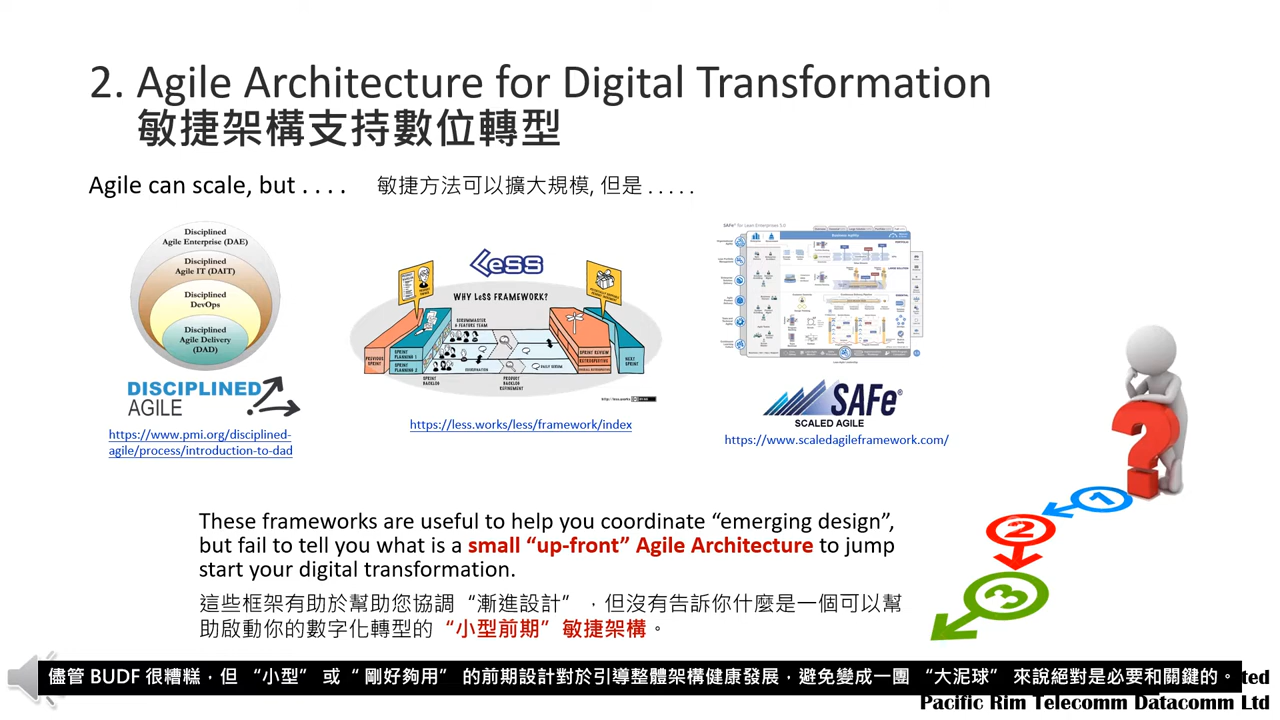 2. Agile Architecture for Digital Transformation
敏捷架構支持數位轉型
Agile can scale, but . . . .
敏捷方法可以擴大規模, 但是 . . . . .
Disciplined
Agile Enterprise (DAE)
Disciplined
Agile IT (DAIT)
Disciplined
DevOps
Disciplined
Agile Delivery
(DAD)
DISCIPLINED
AGILE
https://www.pmi.org/disciplined-
agile/process/introduction-to-dad
LeSS
WHY LeSS FRAMEWORK?
SCRUMMASTER
& FEATURE TEAM
PREVIOUS
SPRINT
SPRINT
PLANNING 1
SPRINT
PLANNING 2
SPRINT
BACKLOG
COORDINATION
PRODUCT
BACKLOG
REFINEMENT
DAILY SCRUM
SPRINT REVIEW
RETROSPECTIVE
OVERALL RETROSPECTIVE
NEXT
SPRINT
http://less.works
https://less.works/less/framework/index
SAFe® for Lean Enterprises 5.0
Business Agility
SAFe®
SCALED AGILE
https://www.scaledagileframework.com/
?
1
2
3
These frameworks are useful to help you coordinate “emerging design”,
but fail to tell you what is a small “up-front” Agile Architecture to jump
start your digital transformation.
這些框架有助於幫助您協調“漸進設計”，但沒有告訴你什麼是一個可以幫
助啟動你的數字化轉型的“小型前期”敏捷架構。
儘管 BUDF 很糟糕，但 “小型” 或 “ 剛好夠用” 的前期設計對於引導整體架構健康發展，避免變成一團 “大泥球” 來說絕對是必要和關鍵的。
ted
Pacific Rim Telecomm Datacomm Ltd